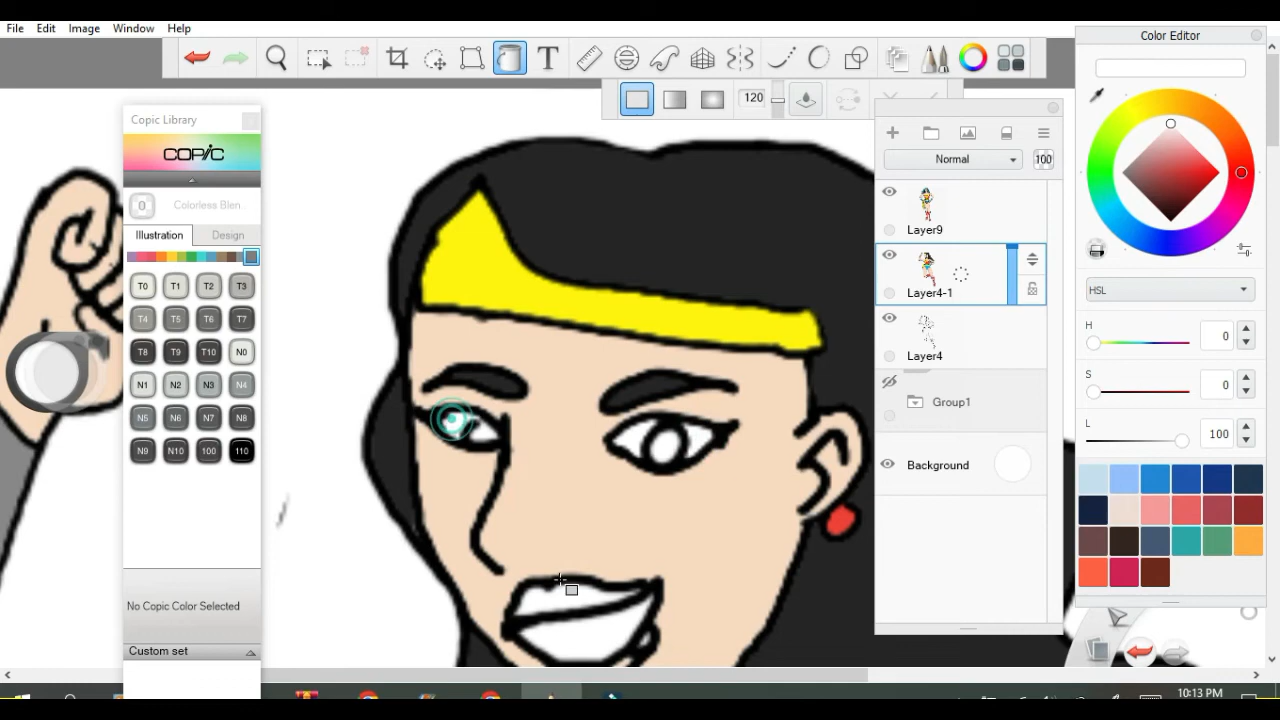 File Edit Image Window Help
T
120
Color Editor
Copic Library
COPIC
0 Colorless Blen
Illustration Design
T0 T1 T2 T3
T4 T5 T6 T7
T8 T9 T10 N0
N1 N2 N3 N4
N5 N6 N7 N8
N9 N10 100 110
No Copic Color Selected
Custom set
Normal 100
Layer9
Layer4-1
Layer4
Group1
Background
HSL
H 0
S 0
L 100
10:13 PM